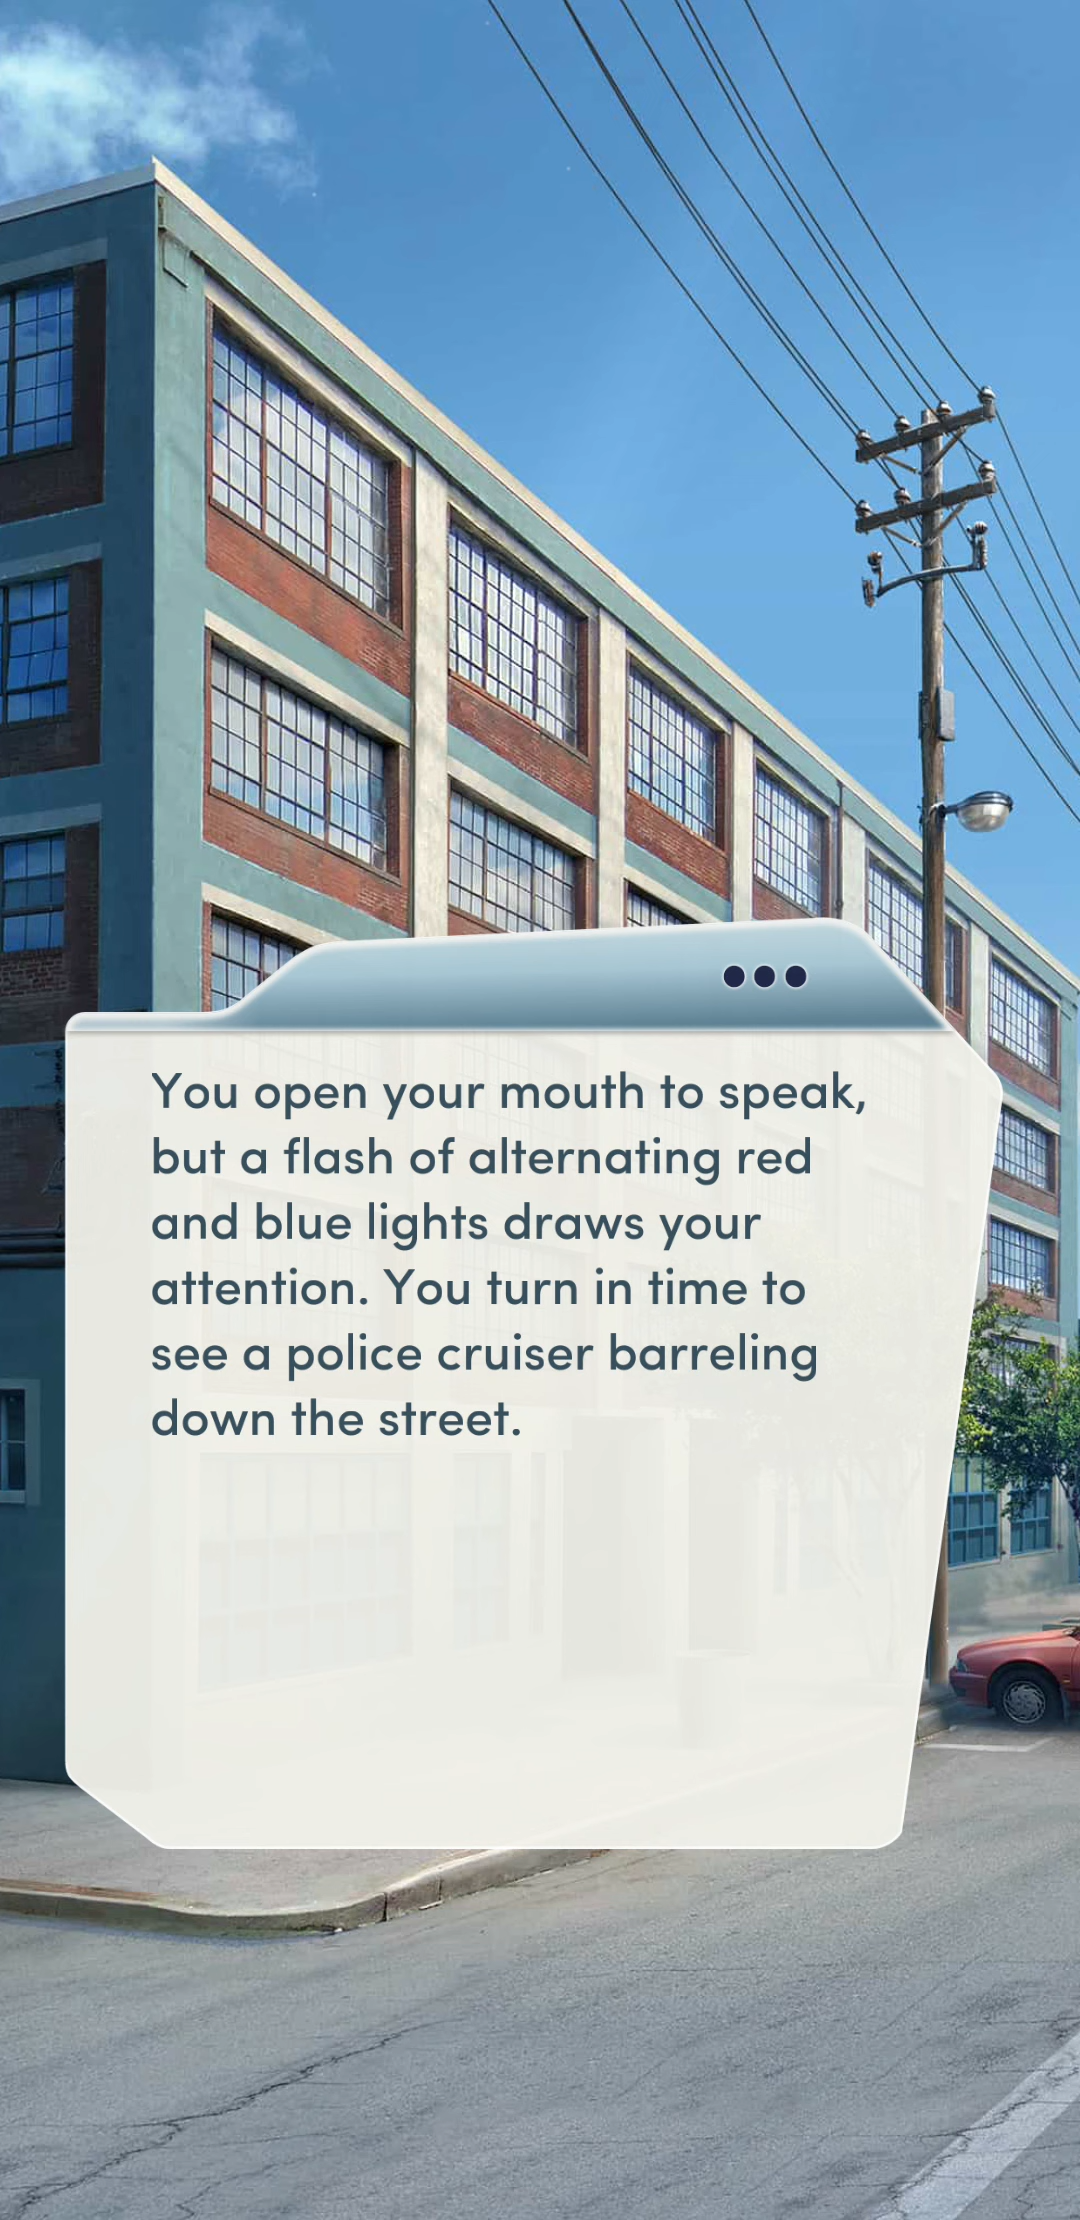 You open your mouth to speak,
but a flash of alternating red
and blue lights draws your
attention. You turn in time to
see a police cruiser barreling
down the street.